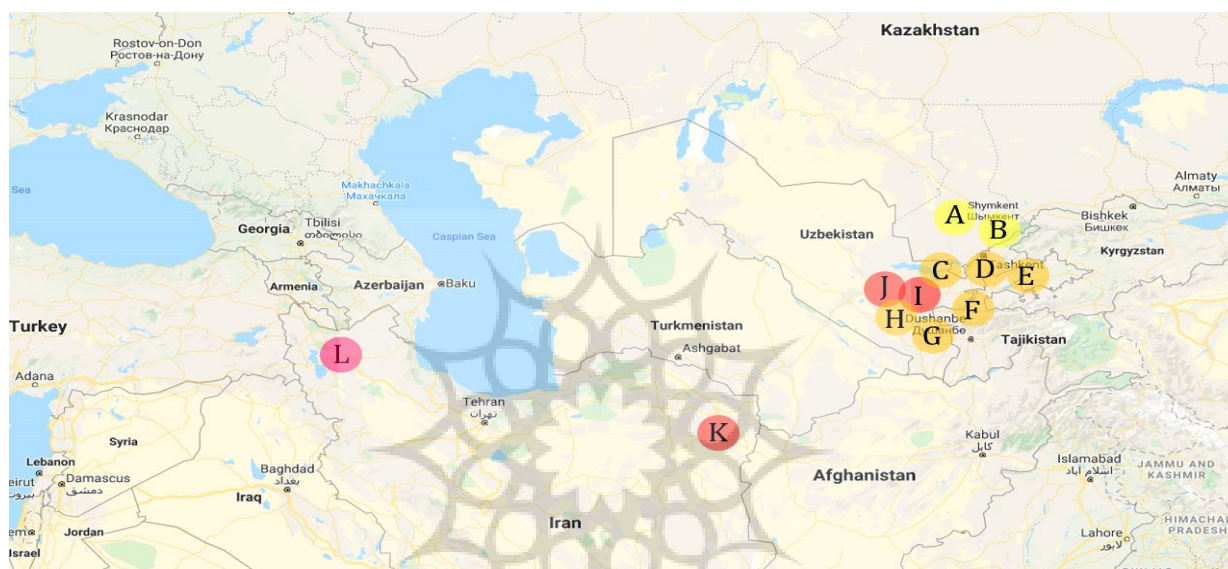 Kazakhstan
Rostov-on-Don
Ростов-на-Дону
Krasnodar
Краснодар
Almaty
Алматы
Makhachkala
Махачкала
Sea
Shymkent
Шымкент
A
B
Bishkek
Бишкек
Tbilisi
თბილისი
Georgia
Caspian Sea
Uzbekistan
Kyrgyzstan
Tashkent
C
D
E
Armenia
Azerbaijan
Baku
J
I
F
H
Dushanbe
Душанбе
G
Tajikistan
Turkey
Turkmenistan
Ashgabat
L
Adana
Tehran
تهران
K
Kabul
کابل
Syria
Lebanon
Beirut
بيروت
Damascus
دمشق
Baghdad
بغداد
Iraq
Afghanistan
Islamabad
اسلام آباد
JAMMU AND
KASHMIR
Iran
Jordan
Israel
HIMACHAL
PRADESH
Lahore
لاہور